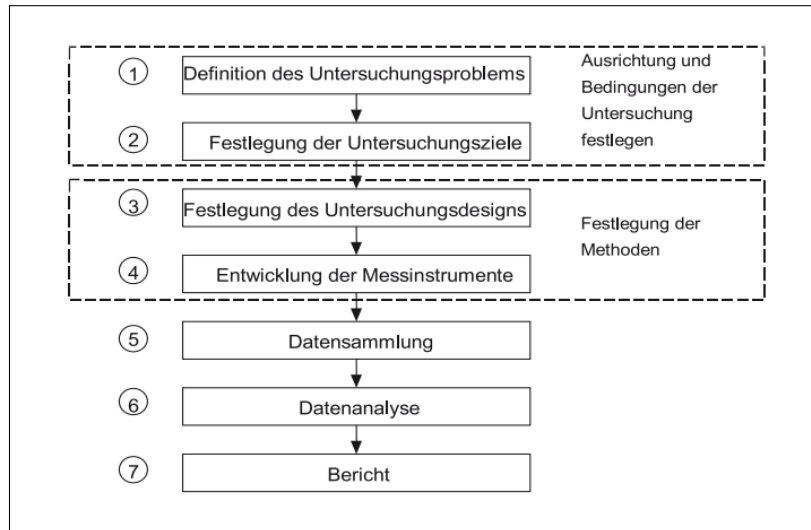 1 Definition des Untersuchungsproblems
Ausrichtung und
Bedingungen der
Untersuchung
festlegen
2 Festlegung der Untersuchungsziele
3 Festlegung des Untersuchungsdesigns
Festlegung der
Methoden
4 Entwicklung der Messinstrumente
5 Datensammlung
6 Datenanalyse
7 Bericht